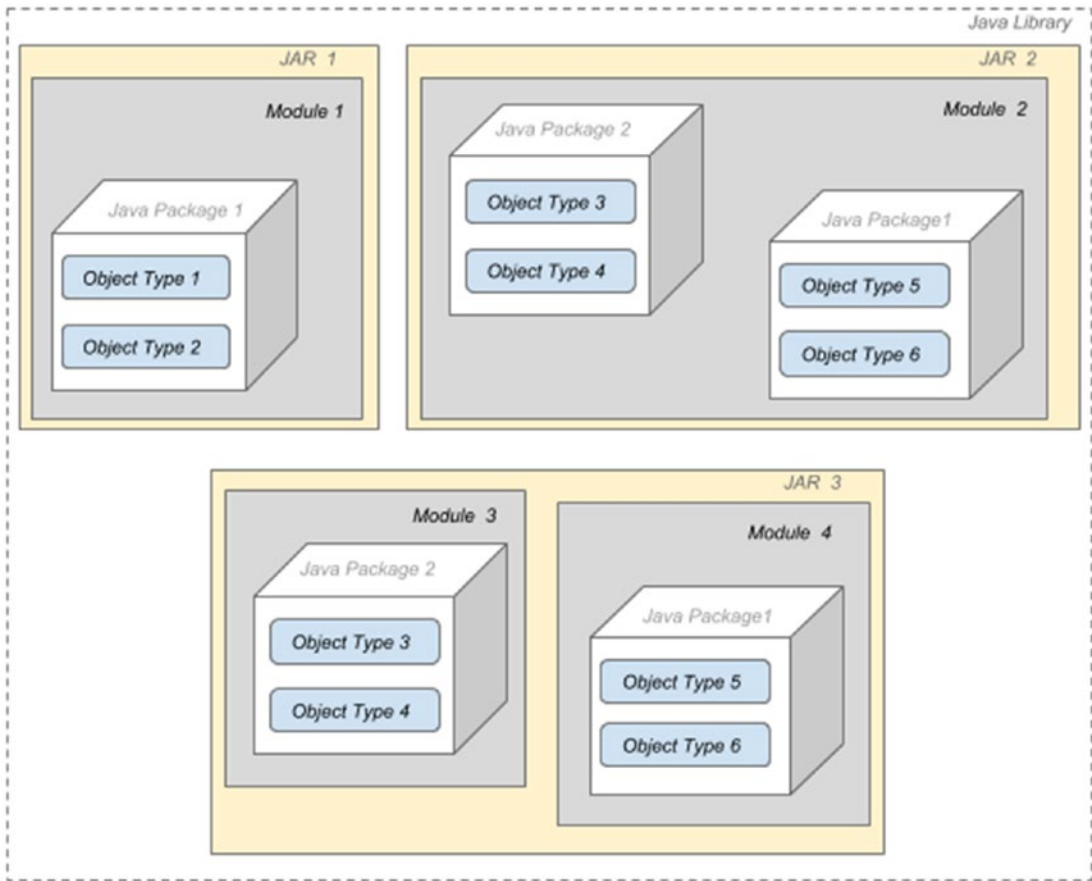 Java Library
JAR 1
Module 1
Java Package 1
Object Type 1
Object Type 2
JAR 2
Module 2
Java Package 2
Object Type 3
Object Type 4
Java Package1
Object Type 5
Object Type 6
JAR 3
Module 3
Java Package 2
Object Type 3
Object Type 4
Module 4
Java Package1
Object Type 5
Object Type 6